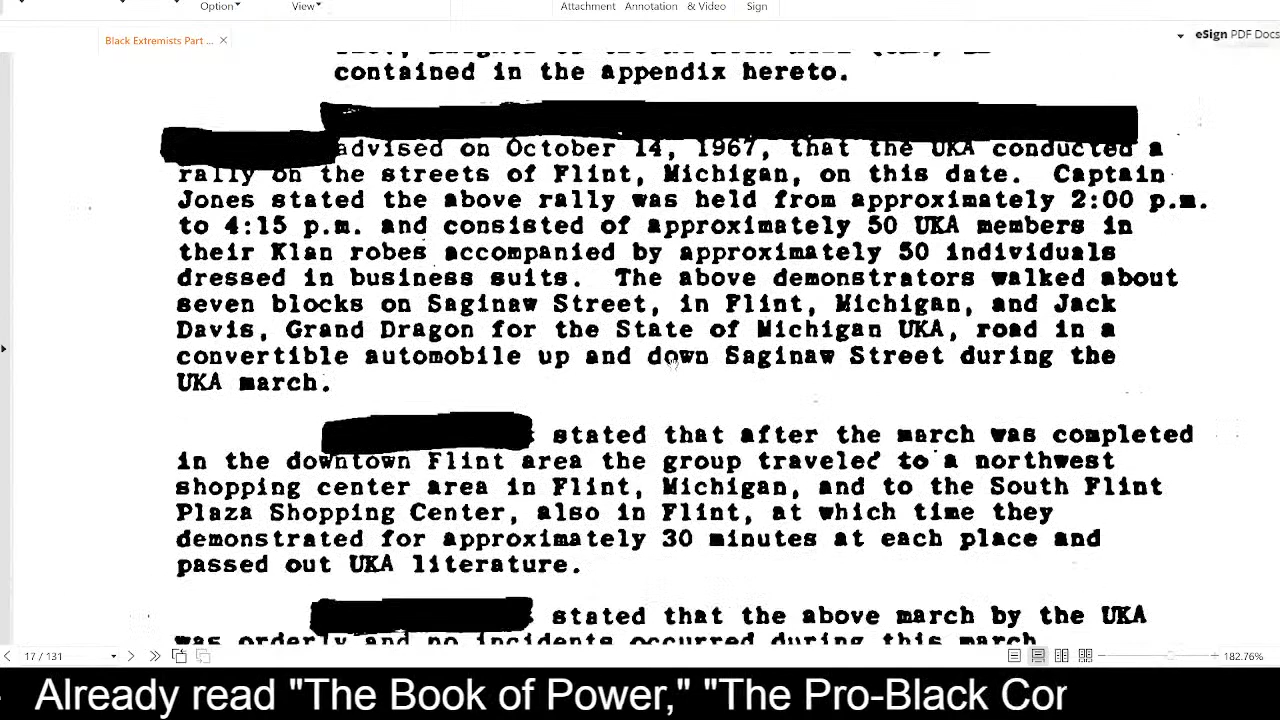 Option
View
Attachment
Annotation
& Video
Sign
Black Extremists Part ...
eSign PDF Docs
contained in the appendix hereto.
advised on October 14, 1967, that the UKA conducted a
rally on the streets of Flint, Michigan, on this date. Captain
Jones stated the above rally was held from approximately 2:00 p.m.
to 4:15 p.m. and consisted of approximately 50 UKA members in
their Klan robes accompanied by approximately 50 individuals
dressed in business suits. The above demonstrators walked about
seven blocks on Saginaw Street, in Flint, Michigan, and Jack
Davis, Grand Dragon for the State of Michigan UKA, road in a
convertible automobile up and down Saginaw Street during the
UKA march.
stated that after the march was completed
in the downtown Flint area the group traveled to a northwest
shopping center area in Flint, Michigan, and to the South Flint
Plaza Shopping Center, also in Flint, at which time they
demonstrated for approximately 30 minutes at each place and
passed out UKA literature.
stated that the above march by the UKA
was orderly and no incidents occurred during this march
17 / 131
182.76%
Already read "The Book of Power," "The Pro-Black Cor